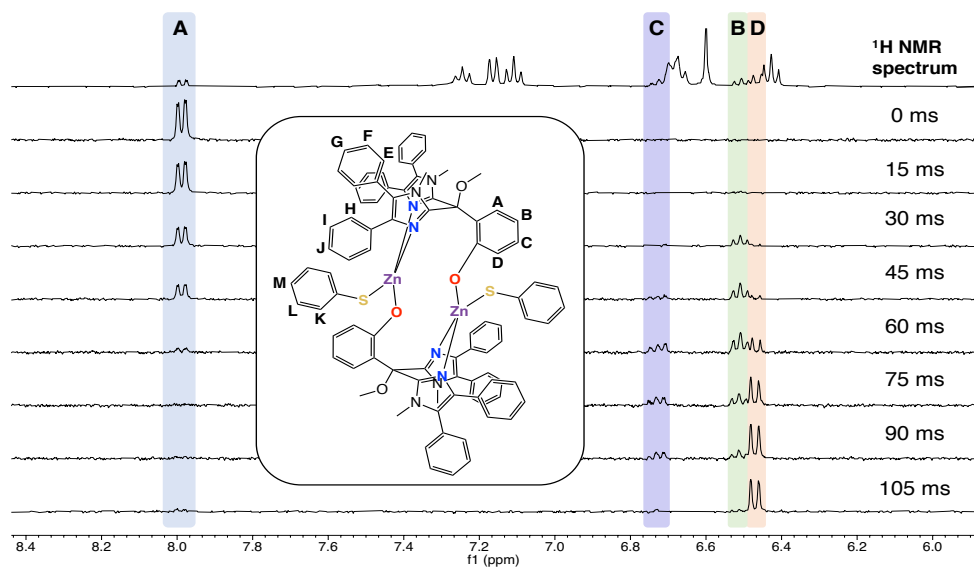 A
C
B D
¹H NMR
spectrum
0 ms
15 ms
30 ms
45 ms
60 ms
75 ms
90 ms
105 ms
G
F
E
N
N
O
N
N
A
B
C
D
I
H
J
M
L
K
Zn
S
O
O
Zn
S
N
N
N
N
O
8.4 8.2 8.0 7.8 7.6 7.4 7.2 7.0 6.8 6.6 6.4 6.2 6.0
f1 (ppm)